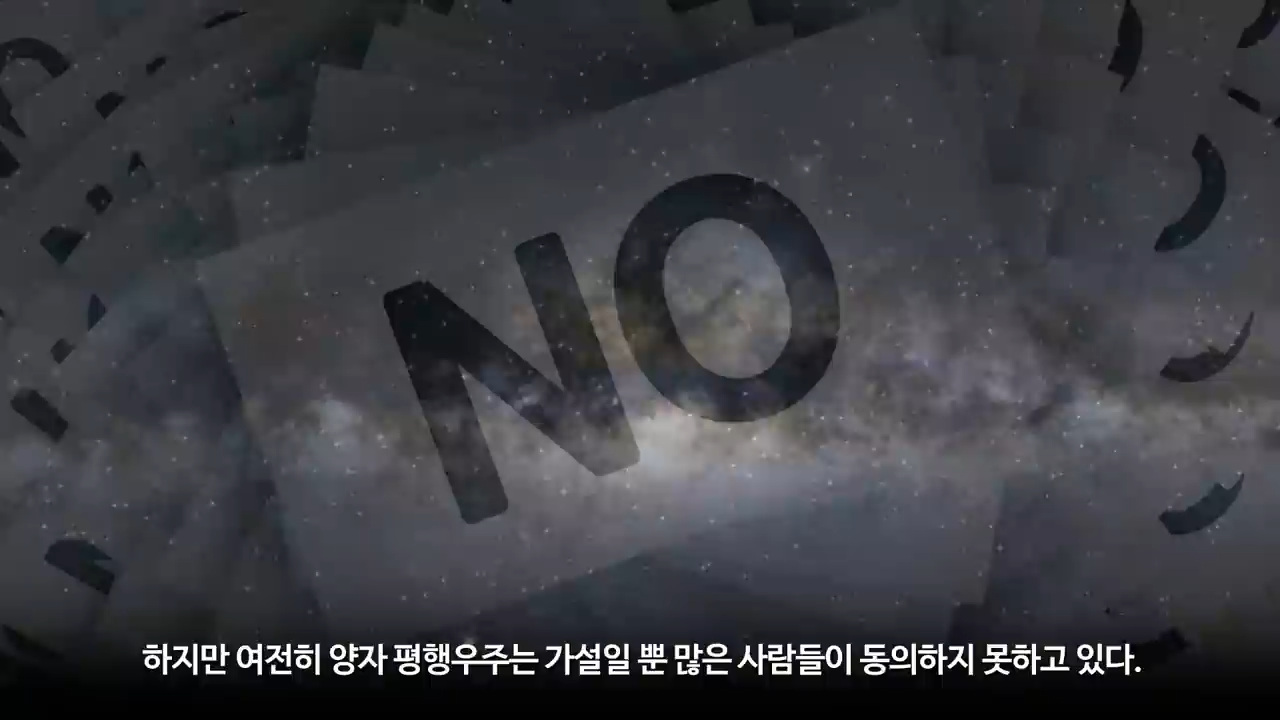 NO
하지만 여전히 양자 평행우주는 가설일 뿐 많은 사람들이 동의하지 못하고 있다.